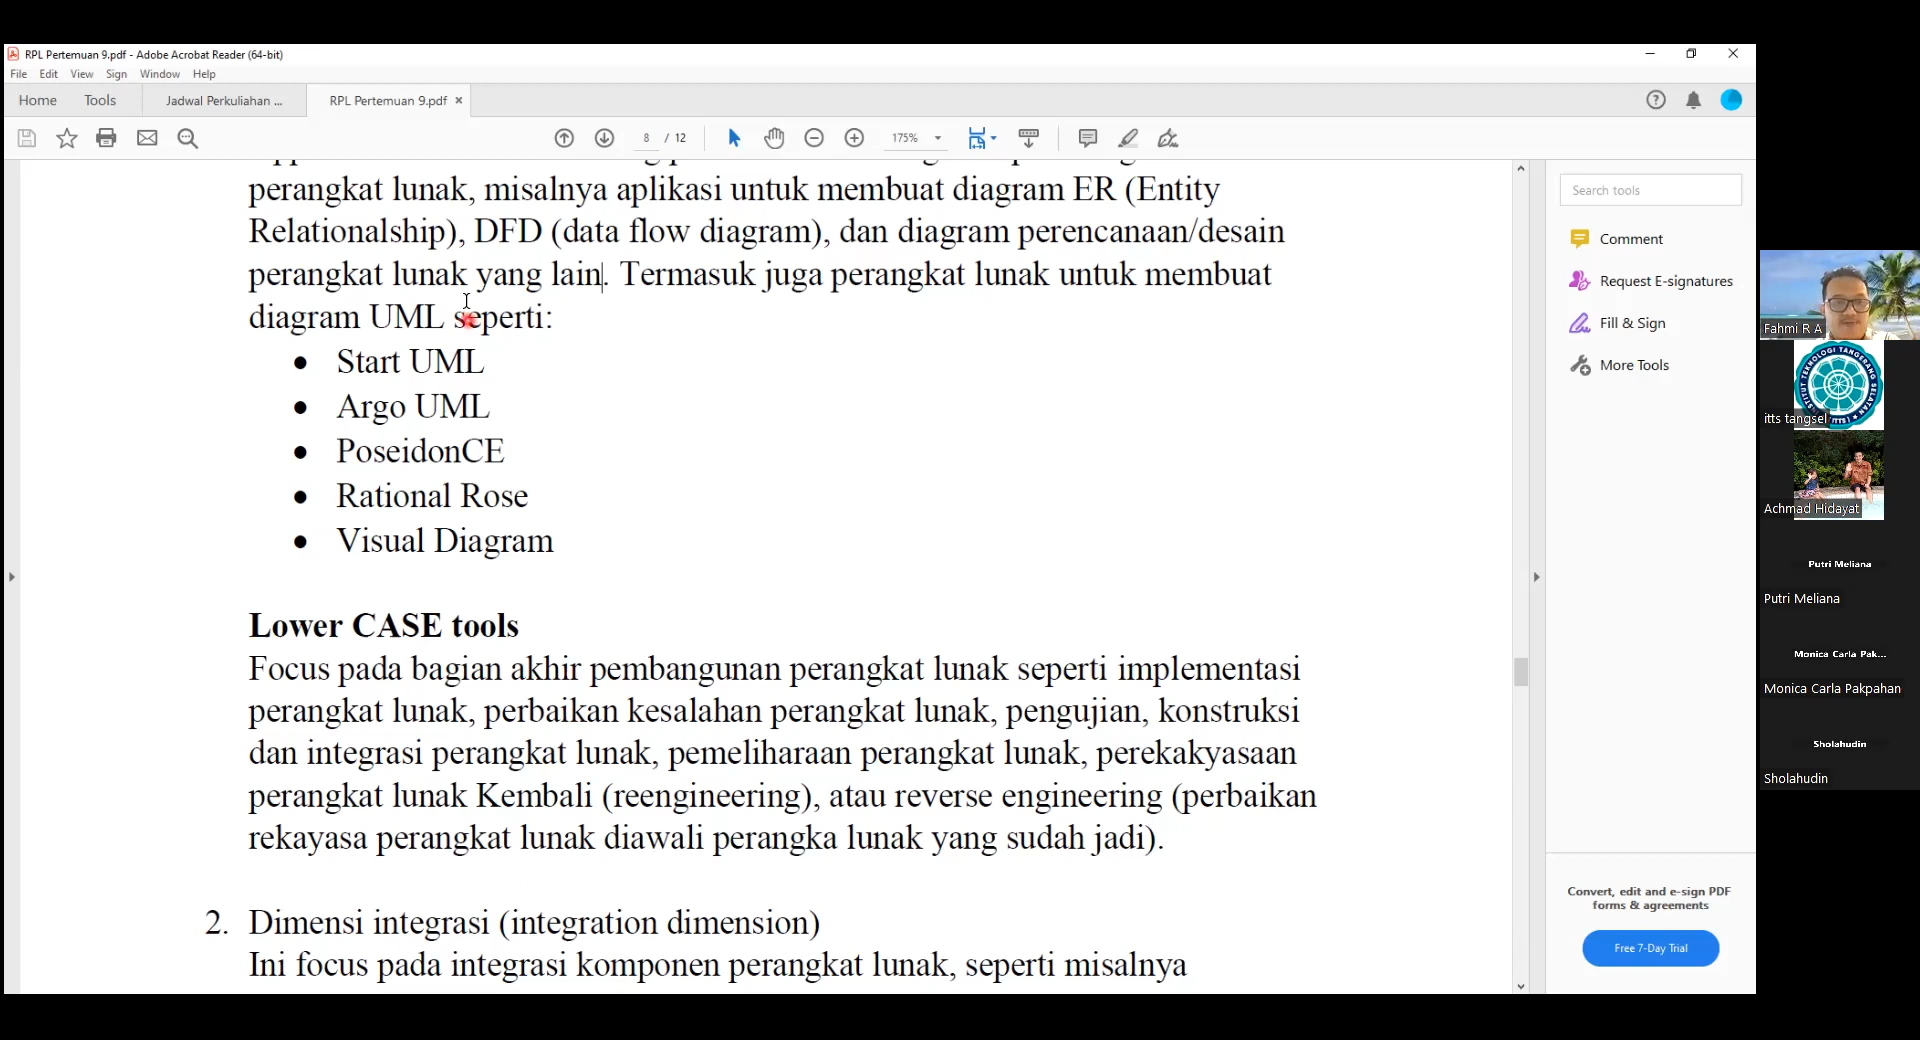 RPL Pertemuan 9.pdf - Adobe Acrobat Reader (64-bit)
File Edit View Sign Window Help
Home Tools Jadwal Perkuliahan ... RPL Pertemuan 9.pdf ×
8 / 12 175%
perangkat lunak, misalnya aplikasi untuk membuat diagram ER (Entity
Relationalship), DFD (data flow diagram), dan diagram perencanaan/desain
perangkat lunak yang lain. Termasuk juga perangkat lunak untuk membuat
diagram UML seperti:
• Start UML
• Argo UML
• PoseidonCE
• Rational Rose
• Visual Diagram
Lower CASE tools
Focus pada bagian akhir pembangunan perangkat lunak seperti implementasi
perangkat lunak, perbaikan kesalahan perangkat lunak, pengujian, konstruksi
dan integrasi perangkat lunak, pemeliharaan perangkat lunak, perekakyasaan
perangkat lunak Kembali (reengineering), atau reverse engineering (perbaikan
rekayasa perangkat lunak diawali perangka lunak yang sudah jadi).
2. Dimensi integrasi (integration dimension)
Ini focus pada integrasi komponen perangkat lunak, seperti misalnya
Search tools
Comment
Request E-signatures
Fill & Sign
More Tools
Convert, edit and e-sign PDF
forms & agreements
Free 7-Day Trial
Fahmi R A
INSTITUT TEKNOLOGI TANGERANG SELATAN
itts tangsel
Achmad Hidayat
Putri Meliana
Putri Meliana
Monica Carla Pak...
Monica Carla Pakpahan
Sholahudin
Sholahudin